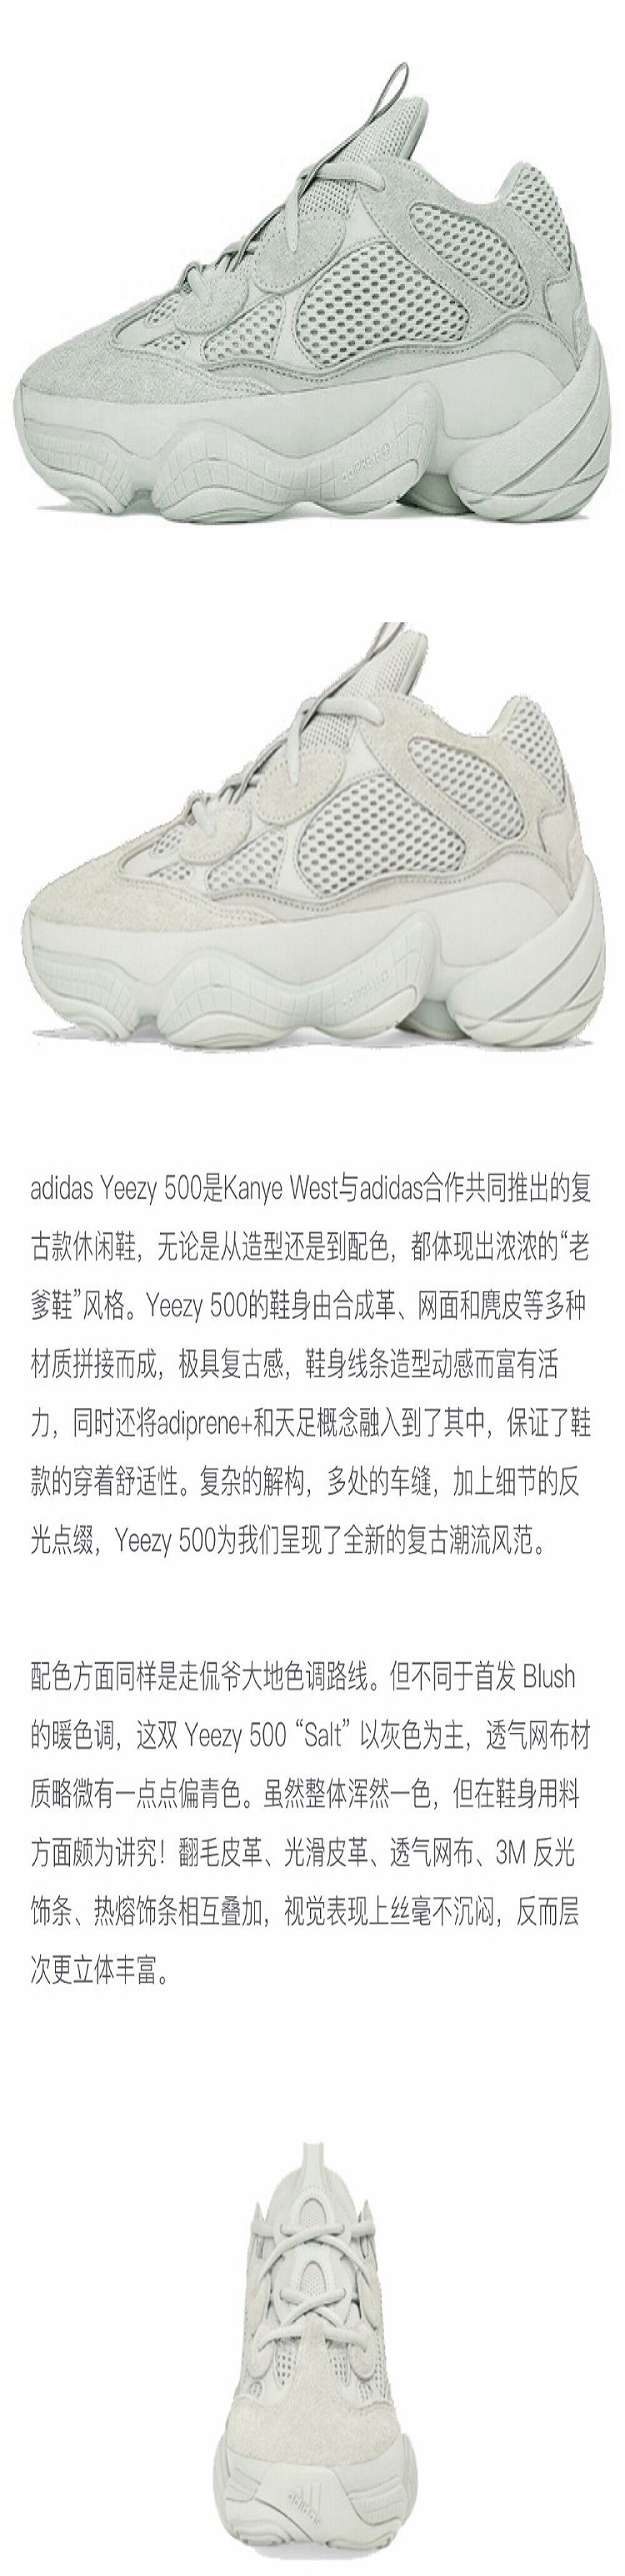 adiprene+
adidas Yeezy 500是Kanye West与adidas合作共同推出的复
古款休闲鞋，无论是从造型还是到配色，都体现出浓浓的“老
爹鞋”风格。Yeezy 500的鞋身由合成革、网面和麂皮等多种
材质拼接而成，极具复古感，鞋身线条造型动感而富有活
力，同时还将adiprene+和天足概念融入到了其中，保证了鞋
款的穿着舒适性。复杂的解构，多处的车缝，加上细节的反
光点缀，Yeezy 500为我们呈现了全新的复古潮流风范。
配色方面同样是走侃爷大地色调路线。但不同于首发 Blush
的暖色调，这双 Yeezy 500 “Salt” 以灰色为主，透气网布材
质略微有一点点偏青色。虽然整体浑然一色，但在鞋身用料
方面颇为讲究！翻毛皮革、光滑皮革、透气网布、3M 反光
饰条、热熔饰条相互叠加，视觉表现上丝毫不沉闷，反而层
次更立体丰富。
adidas